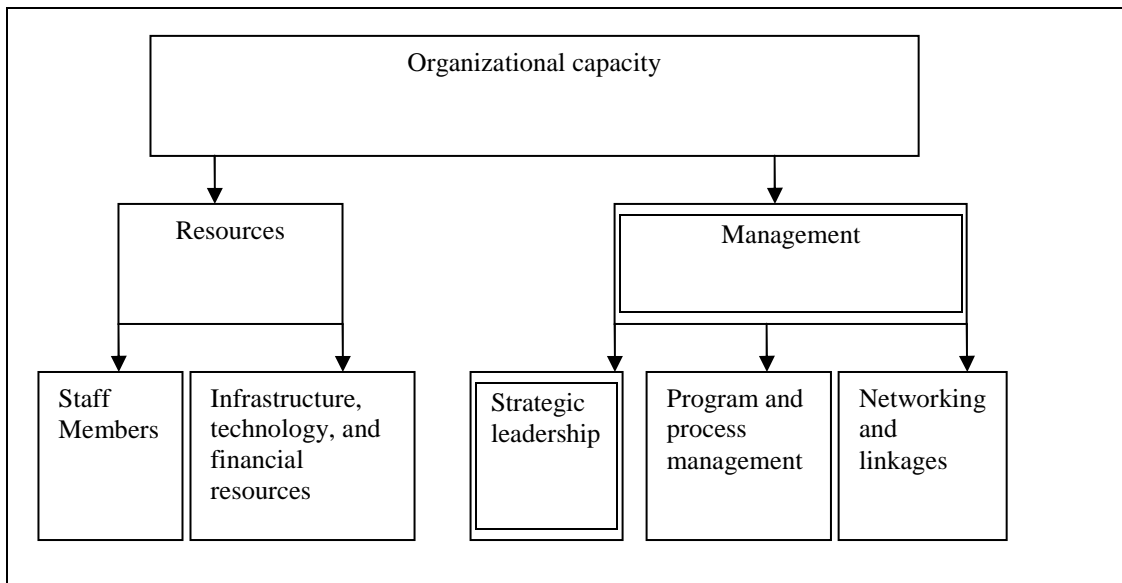 Organizational capacity
Resources
Management
Staff
Members
Infrastructure,
technology, and
financial
resources
Strategic
leadership
Program and
process
management
Networking
and
linkages